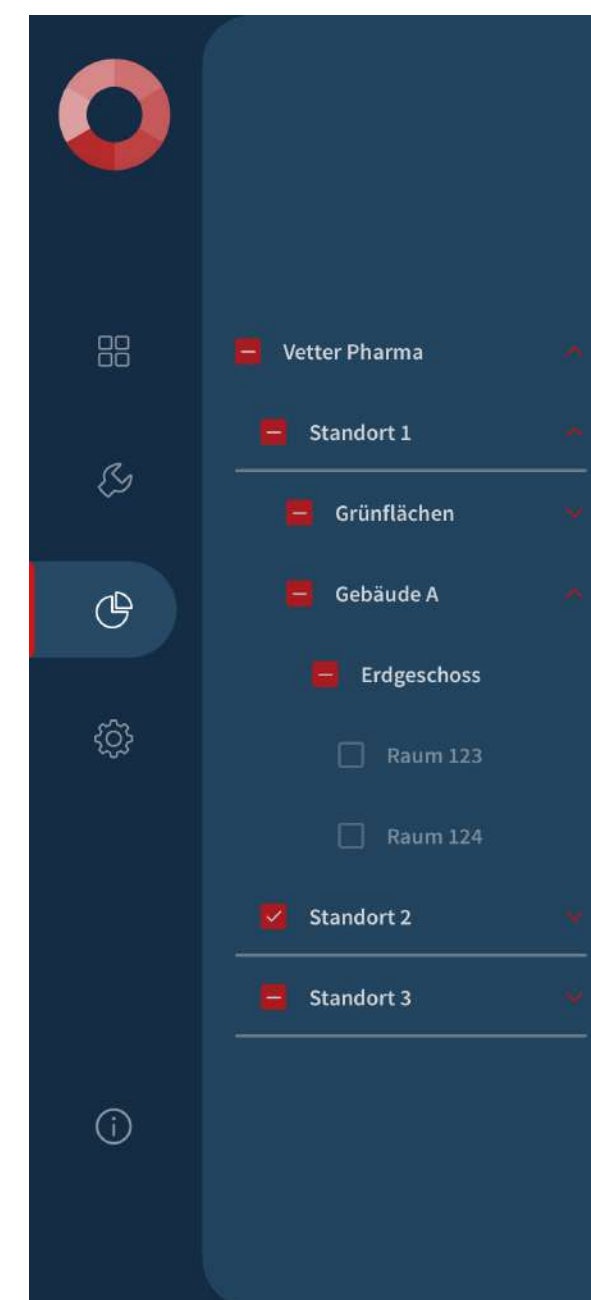 Vetter Pharma
Standort 1
Grünflächen
Gebäude A
Erdgeschoss
Raum 123
Raum 124
Standort 2
Standort 3